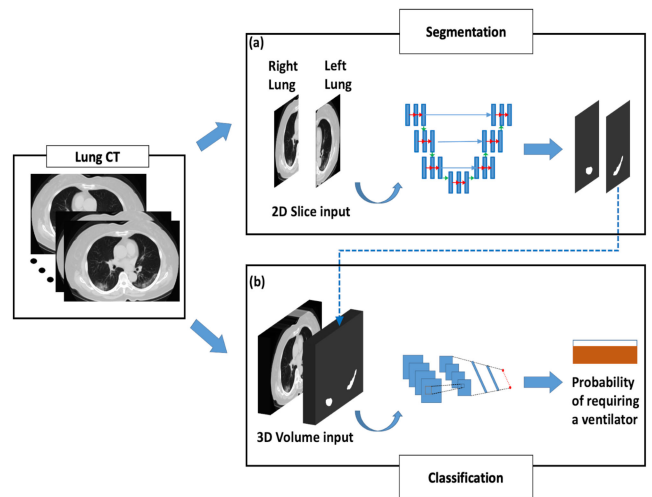 Segmentation
(a)
Right
Lung
Left
Lung
2D Slice input
Lung CT
(b)
3D Volume input
Probability
of requiring
a ventilator
Classification